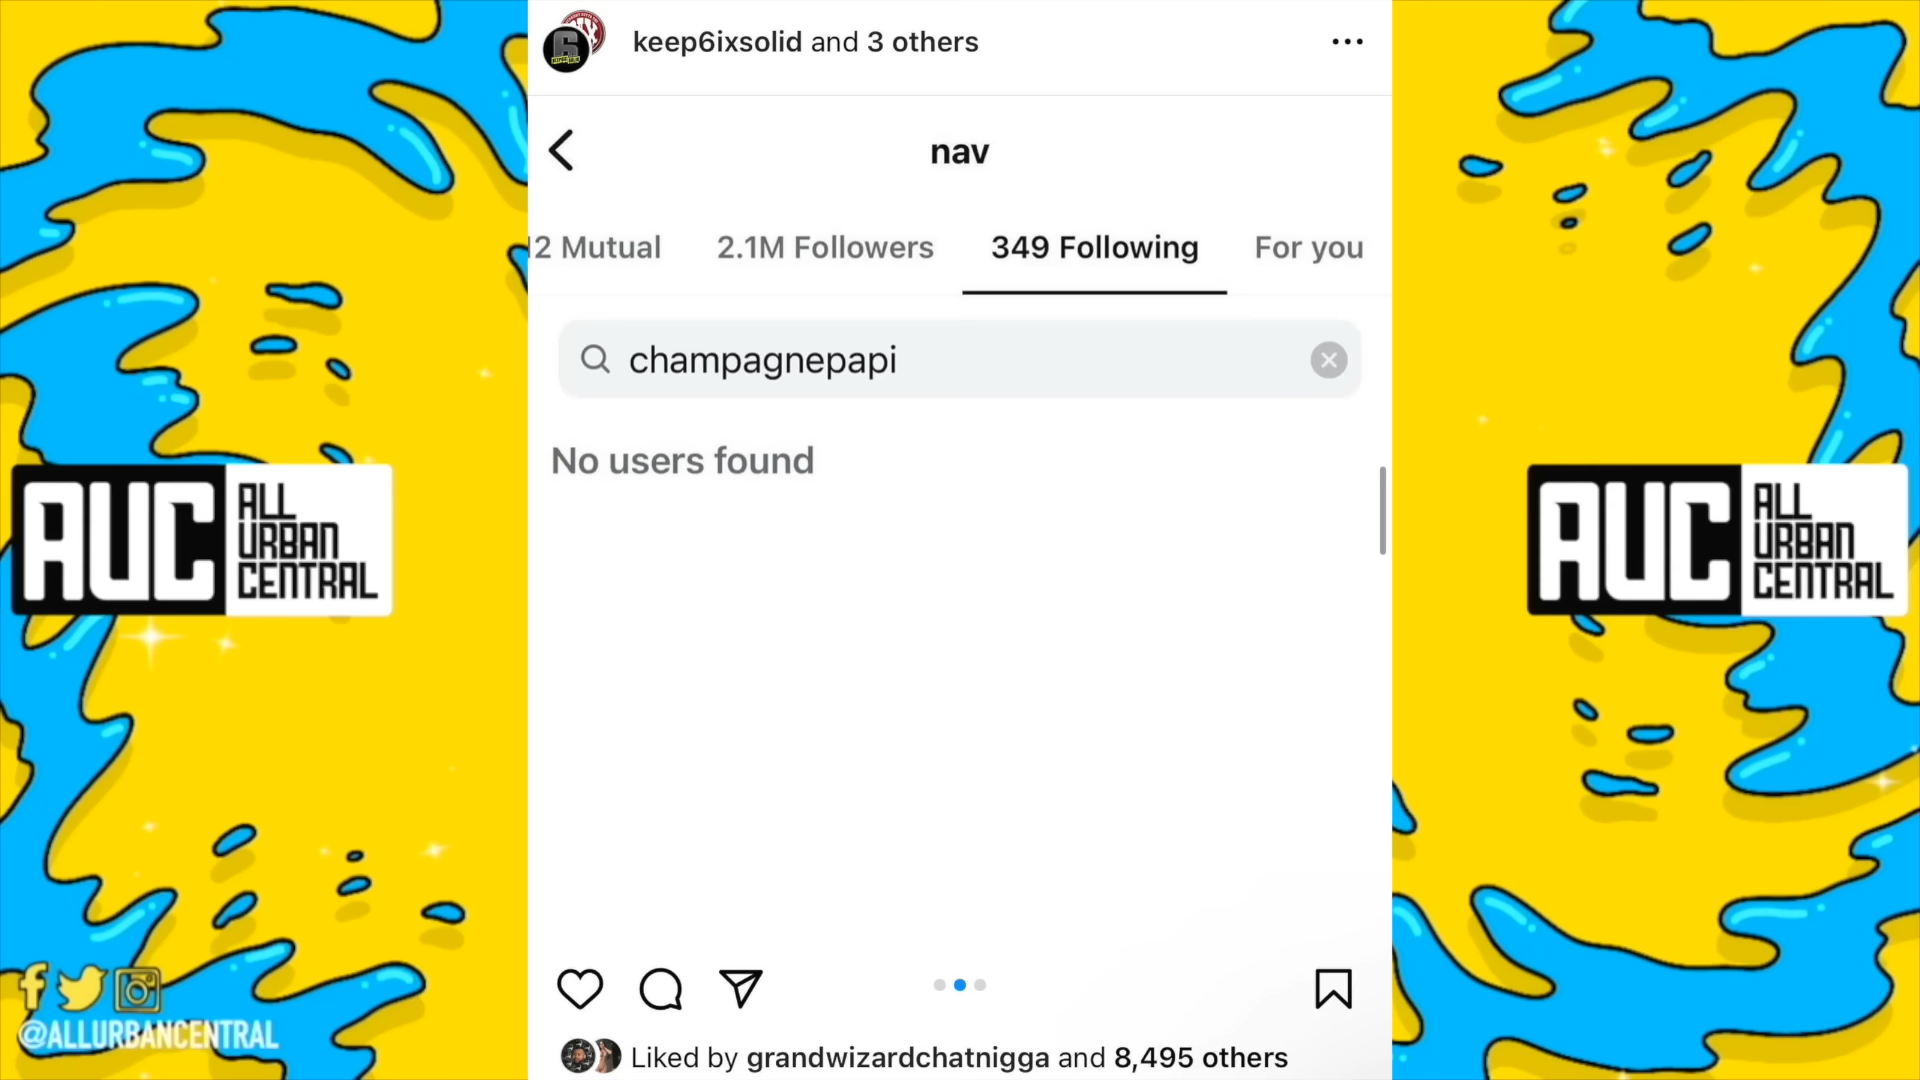 keep6ixsolid and 3 others
nav
12 Mutual 2.1M Followers 349 Following For you
champagnepapi
No users found
AUC ALL URBAN CENTRAL
AUC ALL URBAN CENTRAL
@ALLURBANCENTRAL
Liked by grandwizardchatnigga and 8,495 others